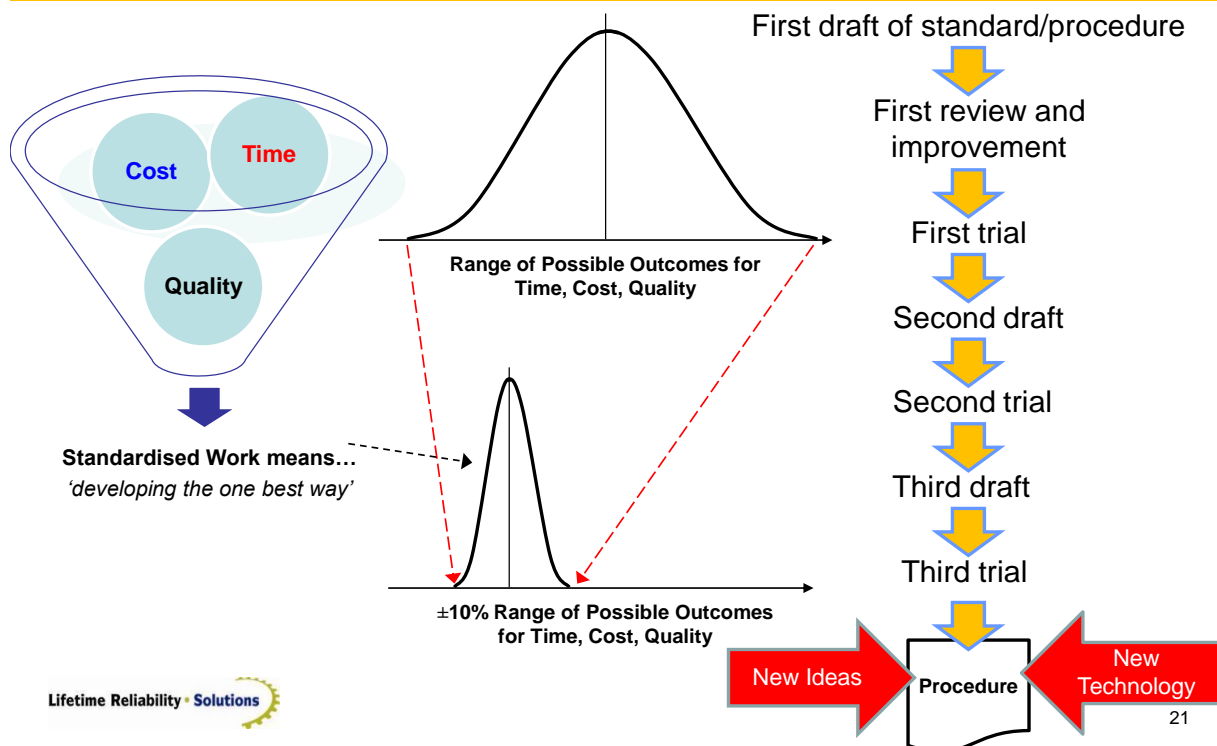 Cost
Time
Quality
Standardised Work means…
‘developing the one best way’
Range of Possible Outcomes for
Time, Cost, Quality
±10% Range of Possible Outcomes
for Time, Cost, Quality
First draft of standard/procedure
First review and
improvement
First trial
Second draft
Second trial
Third draft
Third trial
New Ideas
Procedure
New
Technology
Lifetime Reliability • Solutions
21